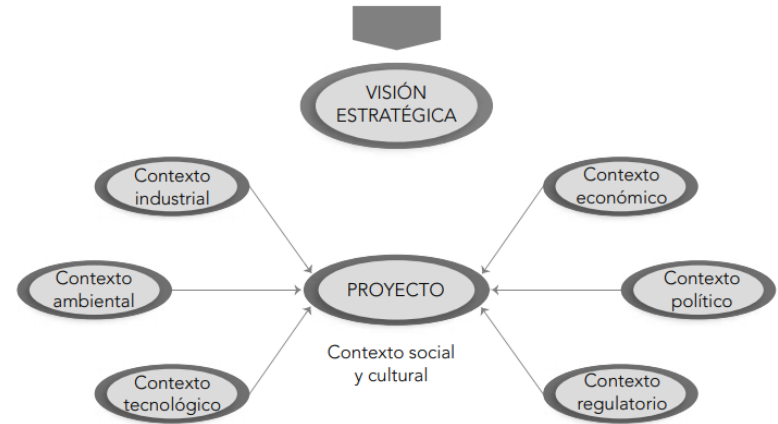 VISIÓN
ESTRATÉGICA
Contexto
industrial
Contexto
económico
Contexto
ambiental
PROYECTO
Contexto
político
Contexto social
y cultural
Contexto
tecnológico
Contexto
regulatorio